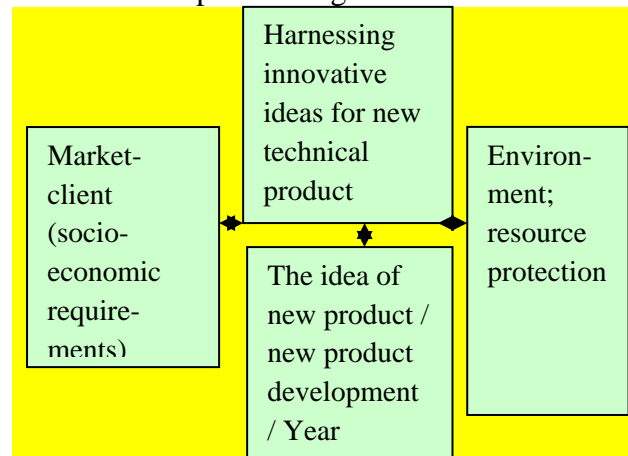 Harnessing
innovative
ideas for new
technical
product
Market-
client
(socio-
economic
require-
ments)
Environ-
ment;
resource
protection
The idea of
new product /
new product
development
/ Year